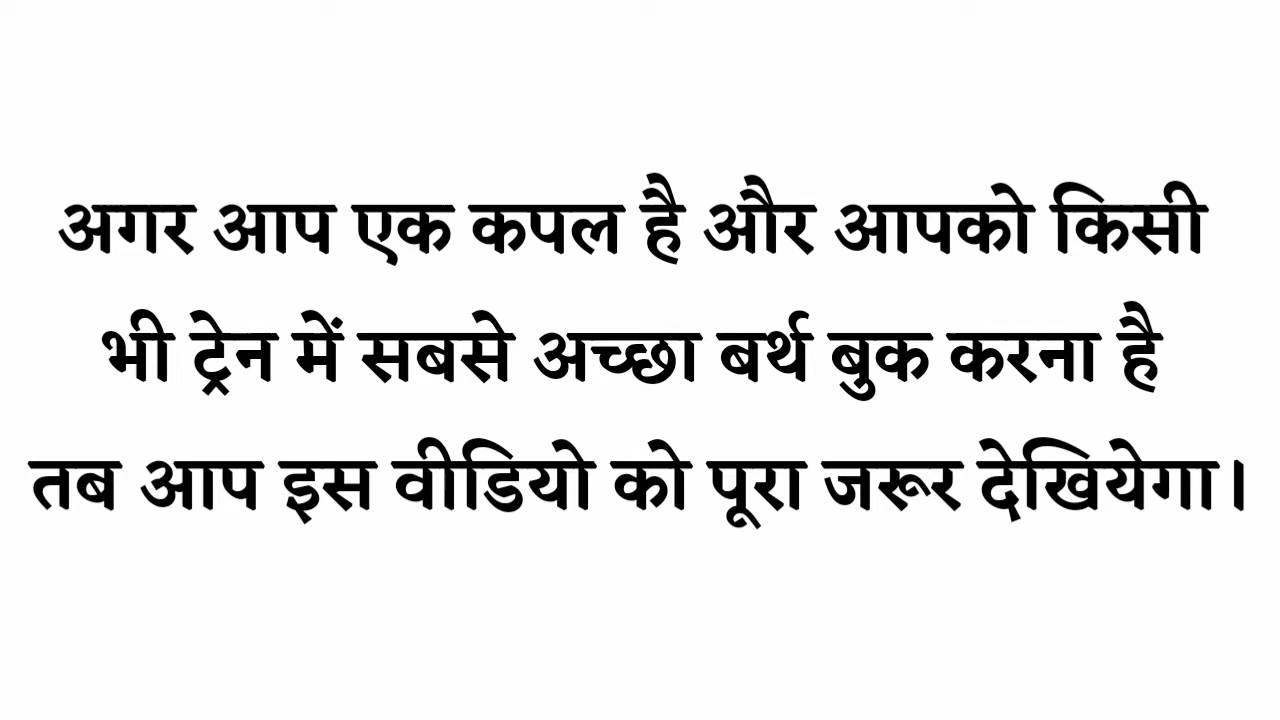 अगर आप एक कपल है और आपको किसी
भी ट्रेन में सबसे अच्छा बर्थ बुक करना है
तब आप इस वीडियो को पूरा जरूर देखियेगा।